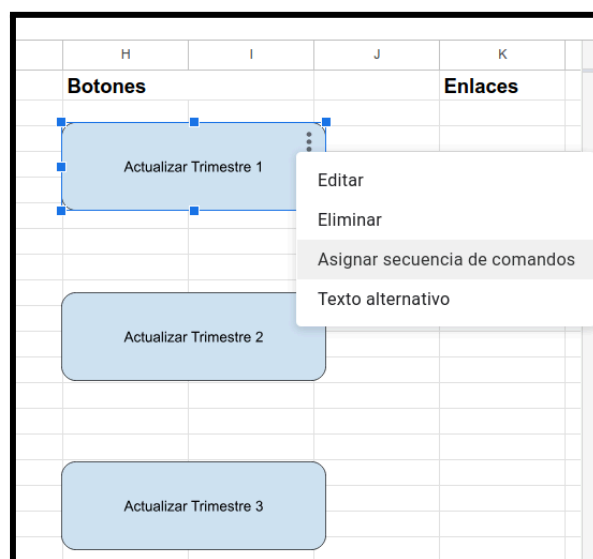 H I J K
Botones Enlaces
Actualizar Trimestre 1
Editar
Eliminar
Asignar secuencia de comandos
Texto alternativo
Actualizar Trimestre 2
Actualizar Trimestre 3